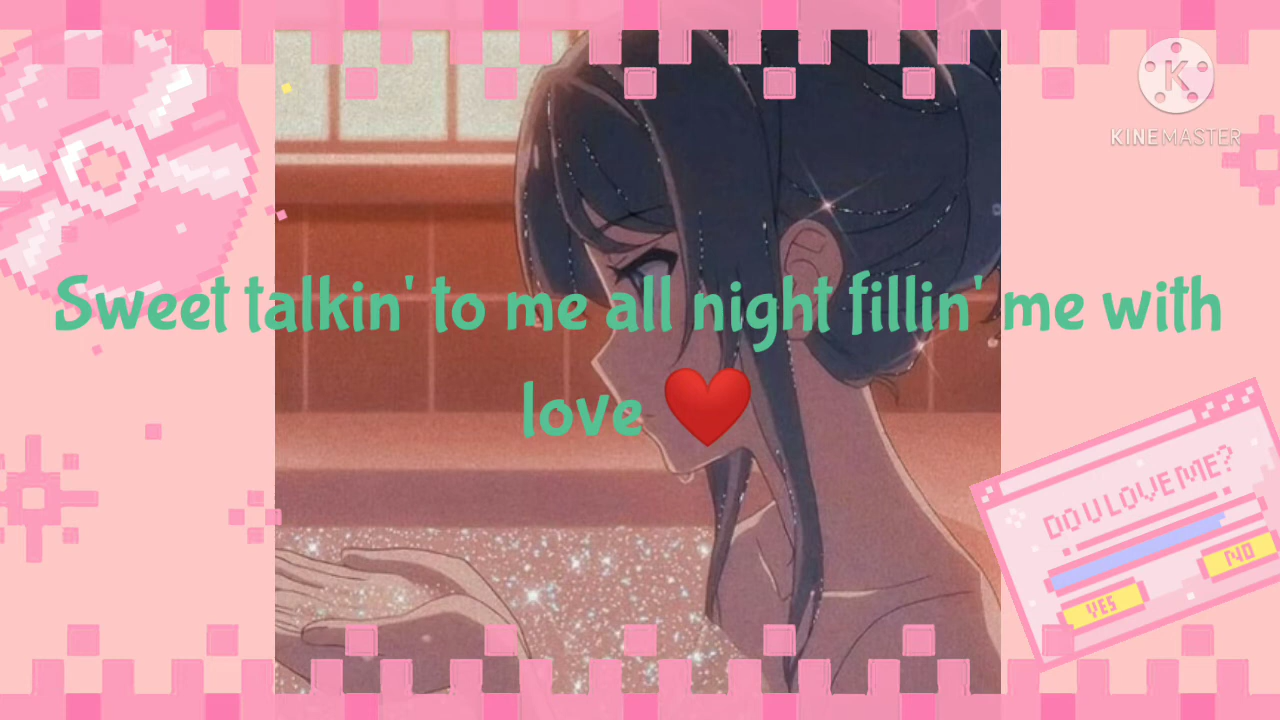 K
KINEMASTER
Sweet talkin' to me all night fillin' me with
love ❤️
DO U LOVE ME?
YES
NO